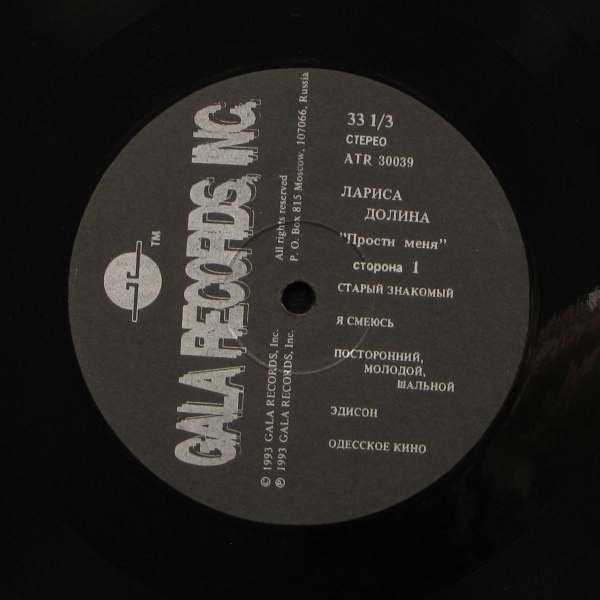 GALA RECORDS, INC.
TM
© 1993 GALA RECORDS, Inc.
℗ 1993 GALA RECORDS, Inc.
All rights reserved
P. O. Box 815 Moscow, 107066, Russia
33 1/3
СТЕРЕО
ATR 30039
ЛАРИСА
ДОЛИНА
"Прости меня"
сторона 1
СТАРЫЙ ЗНАКОМЫЙ
Я СМЕЮСЬ
ПОСТОРОННИЙ,
МОЛОДОЙ,
ШАЛЬНОЙ
ЭДИСОН
ОДЕССКОЕ КИНО